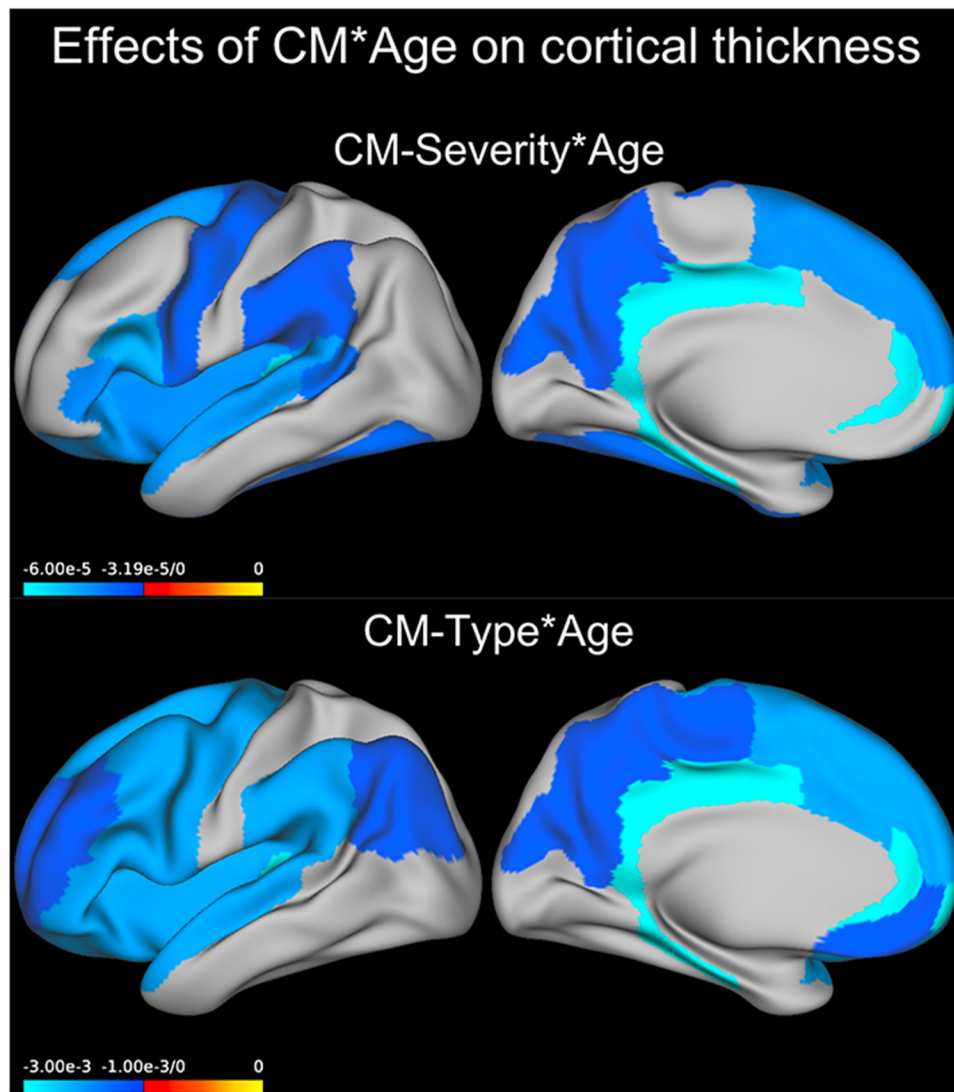 Effects of CM*Age on cortical thickness
CM-Severity*Age
-6.00e-5 -3.19e-5/0 0
CM-Type*Age
-3.00e-3 -1.00e-3/0 0